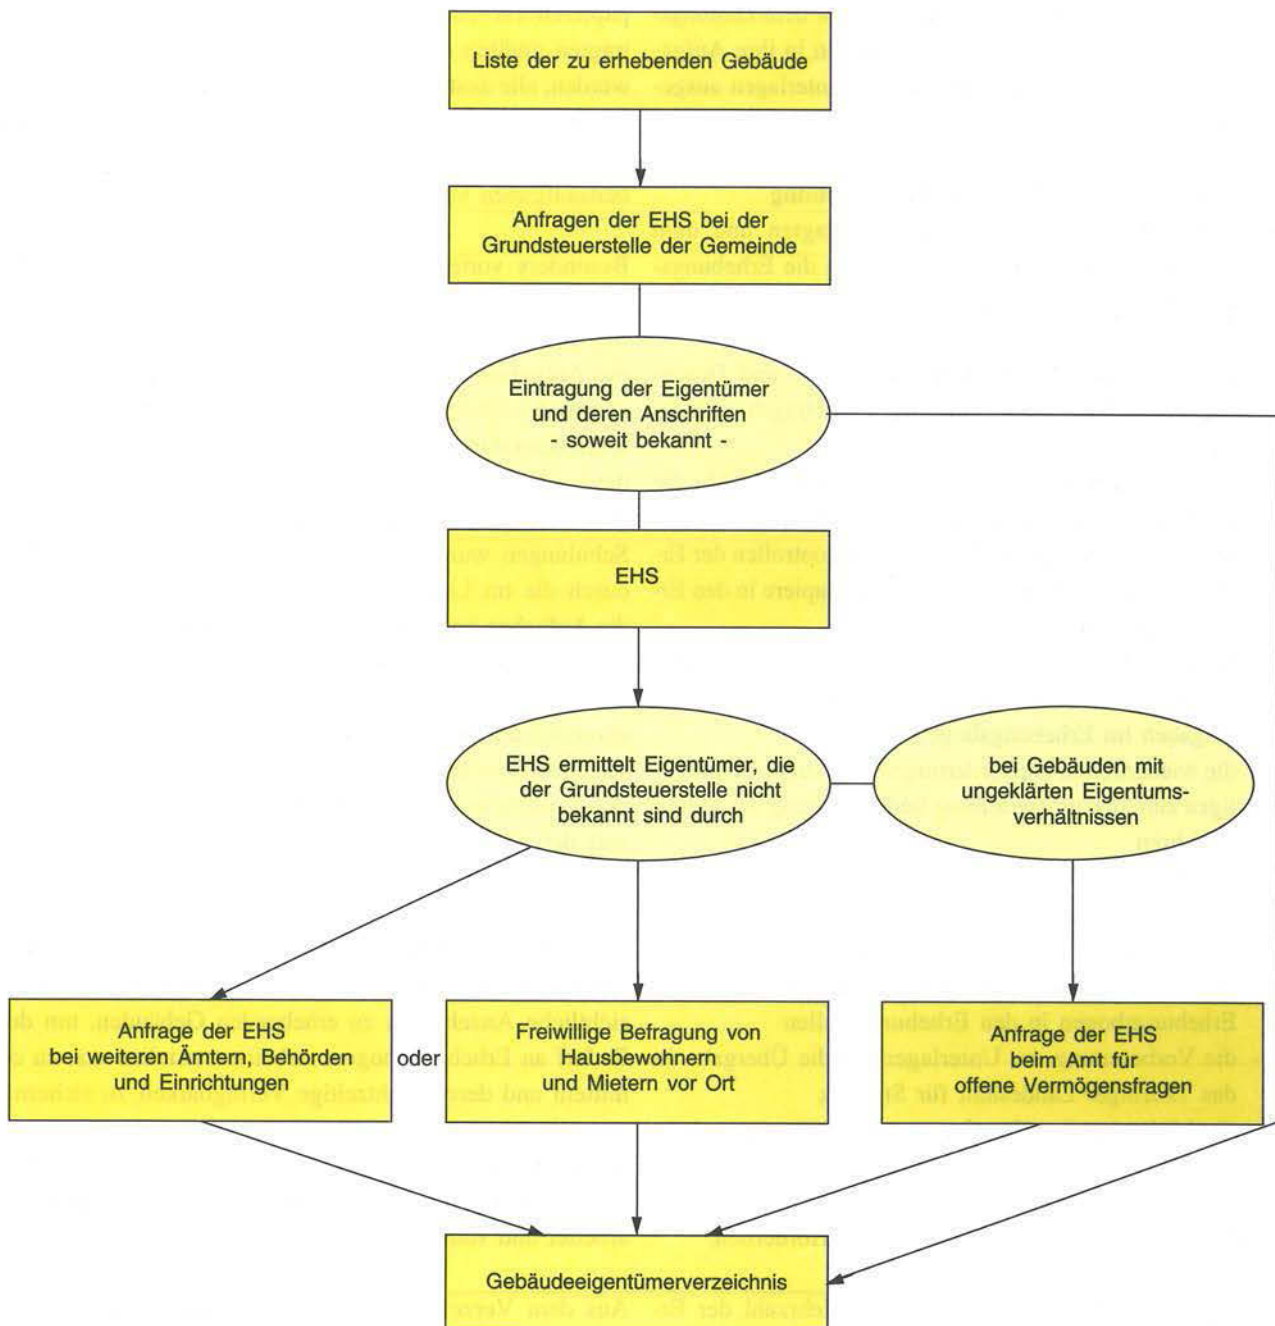 Liste der zu erhebenden Gebäude
Anfragen der EHS bei der
Grundsteuerstelle der Gemeinde
Eintragung der Eigentümer
und deren Anschriften
- soweit bekannt -
EHS
EHS ermittelt Eigentümer, die
der Grundsteuerstelle nicht
bekannt sind durch
bei Gebäuden mit
ungeklärten Eigentums-
verhältnissen
Anfrage der EHS
bei weiteren Ämtern, Behörden
und Einrichtungen
oder
Freiwillige Befragung von
Hausbewohnern
und Mietern vor Ort
Anfrage der EHS
beim Amt für
offene Vermögensfragen
Gebäudeeigentümerverzeichnis